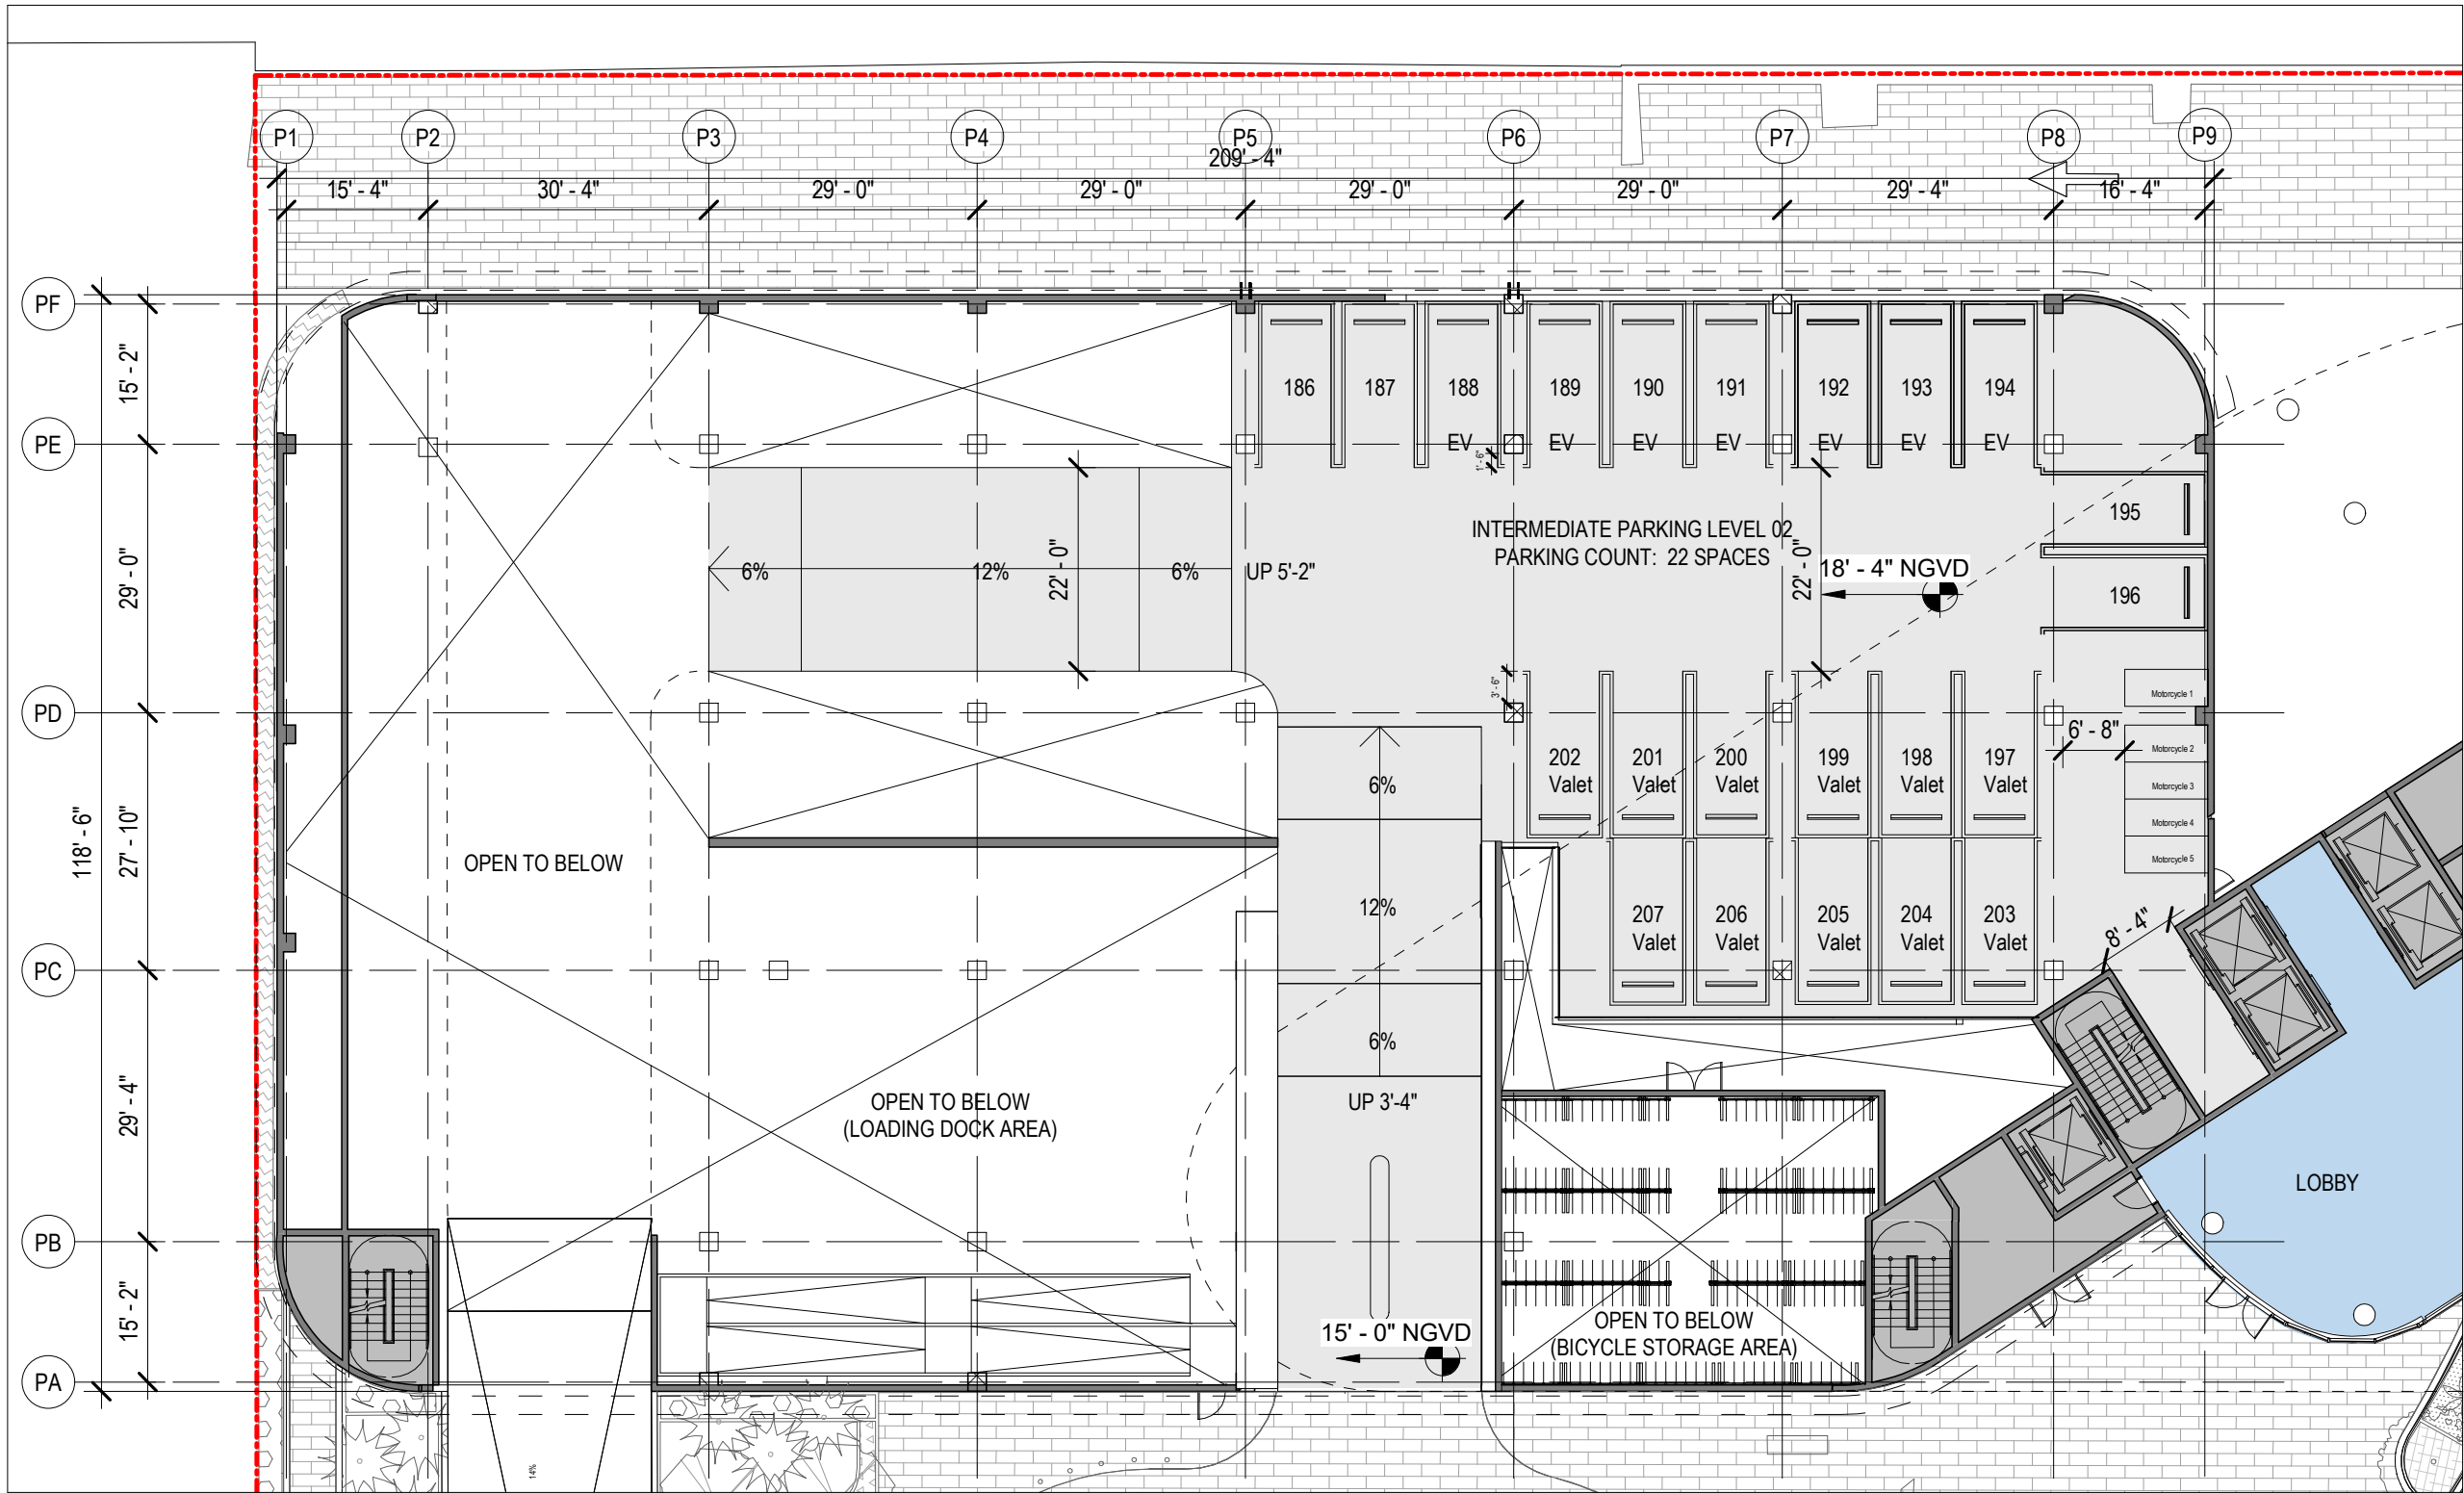 P1 P2 P3 P4 P5 P6 P7 P8 P9
209' - 4"
15' - 4" 30' - 4" 29' - 0" 29' - 0" 29' - 0" 29' - 0" 29' - 4" 16' - 4"
PF
PE
PD
PC
PB
PA
15' - 2"
29' - 0"
27' - 10"
29' - 4"
15' - 2"
118' - 6"
186 187 188 189 190 191 192 193 194
EV EV EV EV EV EV EV
1' - 6"
195
196
INTERMEDIATE PARKING LEVEL 02
PARKING COUNT: 22 SPACES
18' - 4" NGVD
22' - 0"
22' - 0"
6% 12% 6% UP 5'-2"
3' - 6"
Motorcycle 1
Motorcycle 2
Motorcycle 3
Motorcycle 4
Motorcycle 5
6' - 8"
202 201 200 199 198 197
Valet Valet Valet Valet Valet Valet
207 206 205 204 203
Valet Valet Valet Valet Valet
8' - 4"
6%
12%
6%
UP 3'-4"
OPEN TO BELOW
OPEN TO BELOW
(LOADING DOCK AREA)
LOBBY
OPEN TO BELOW
(BICYCLE STORAGE AREA)
15' - 0" NGVD
14%